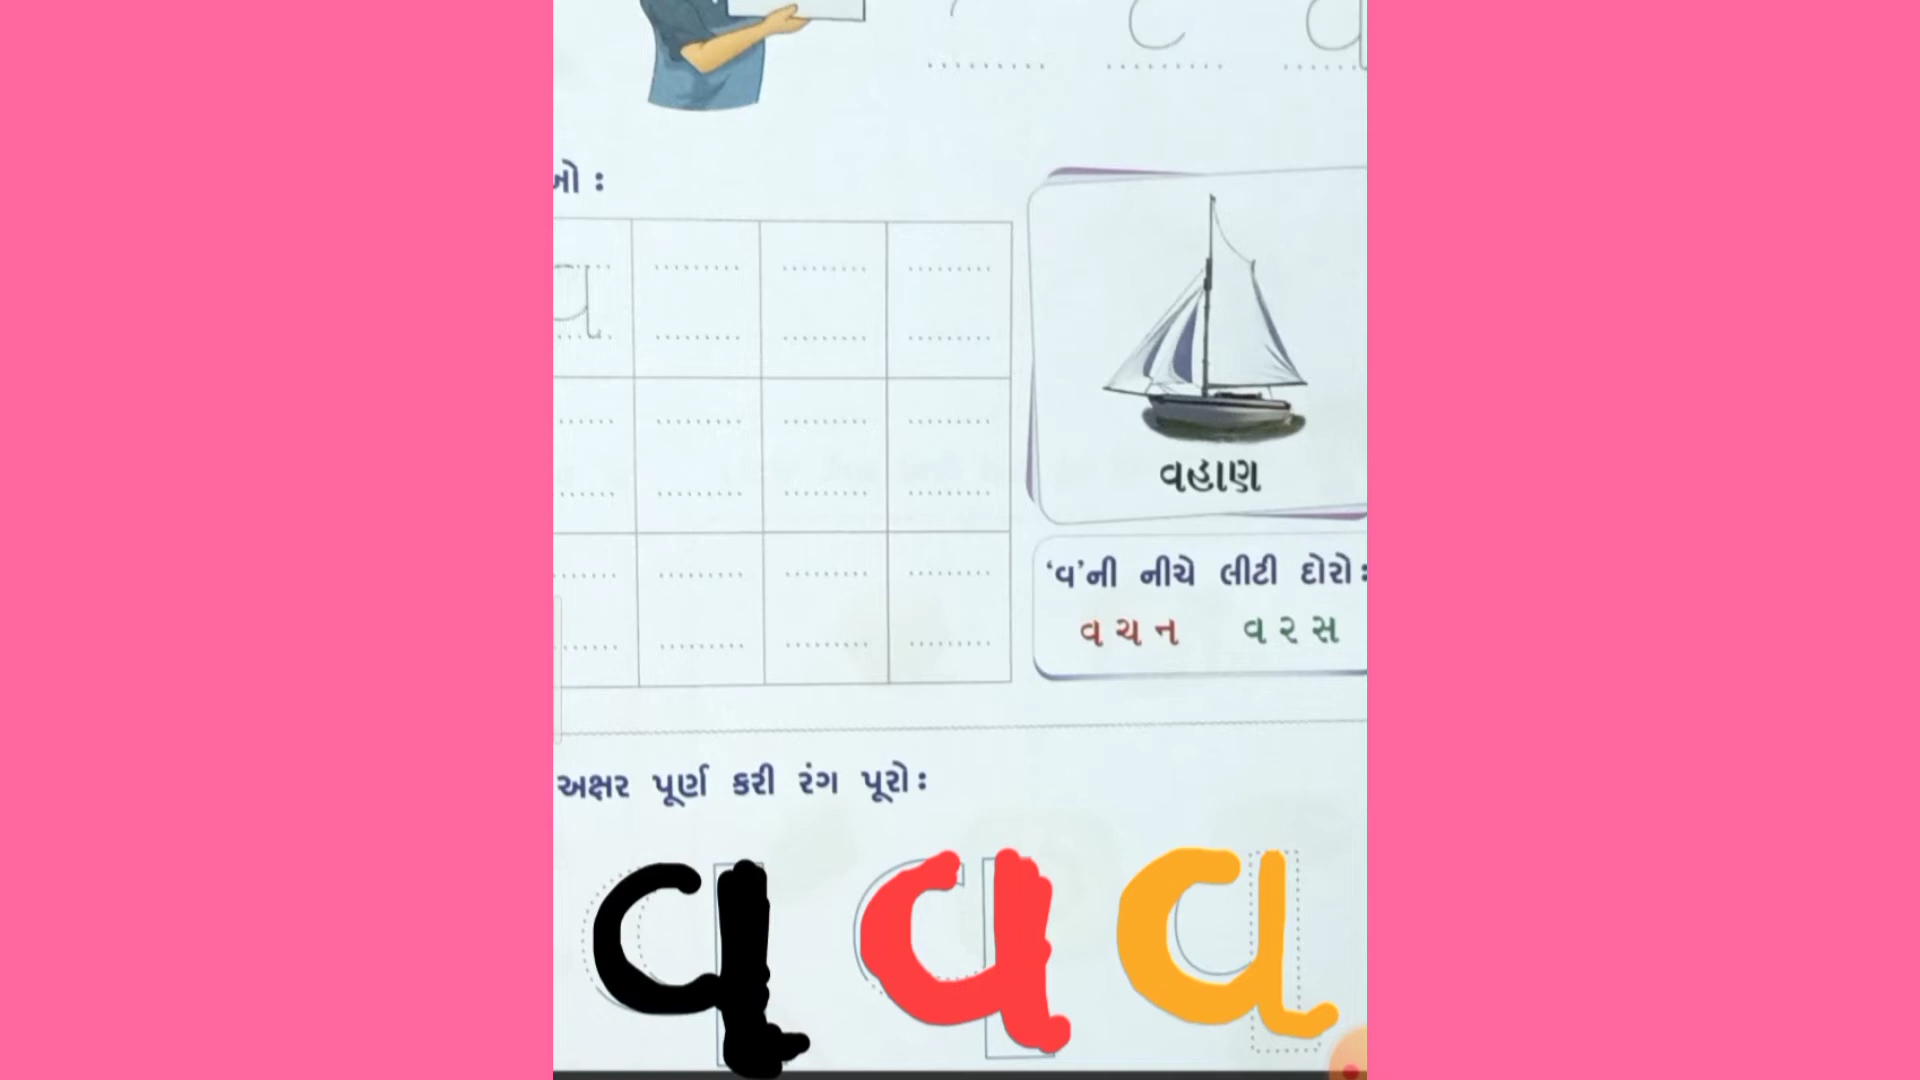 વ
વહાણ
'વ'ની નીચે લીટી દોરો:
વ ચ ન વ ર સ
અક્ષર પૂર્ણ કરી રંગ પૂરો:
વ વ વ